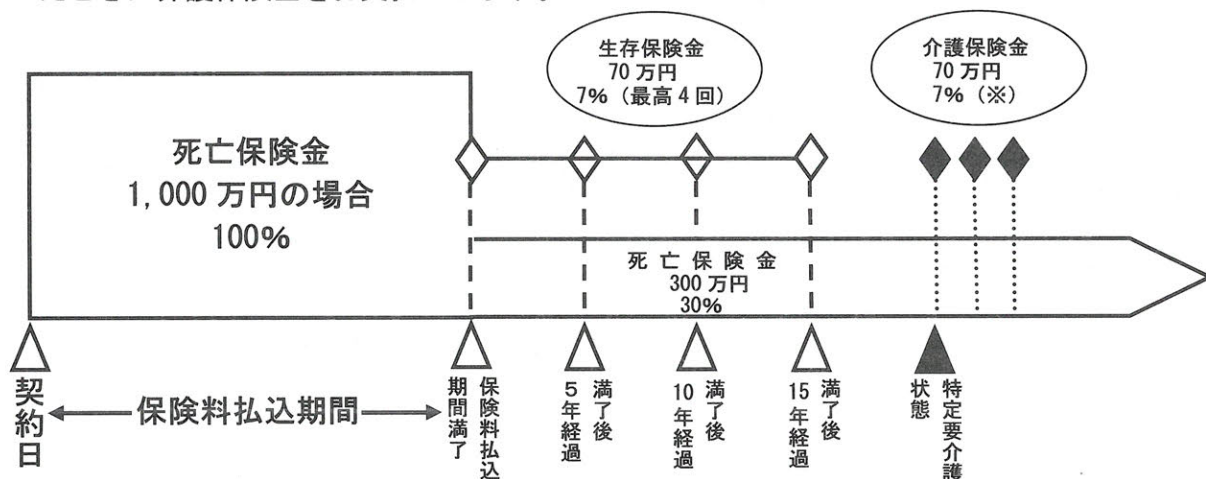 生存保険金
70万円
7%（最高4回）
介護保険金
70万円
7%（※）
死亡保険金
1,000万円の場合
100%
死亡保険金
300万円
30%
契約日
保険料払込期間
保険料払込
期間満了
満了後
5年経過
満了後
10年経過
満了後
15年経過
特定要介護
状態